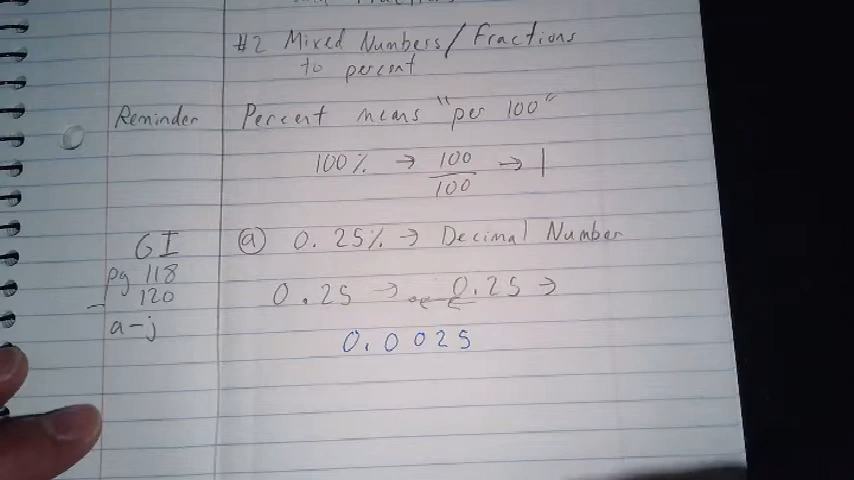 #2 Mixed Numbers/Fractions
to percent
Reminder
Percent means "per 100"
100% → 100/100 → 1
GI
pg 118
120
a-j
ⓐ 0.25% → Decimal Number
0.25 → 0.25 →
0.0025